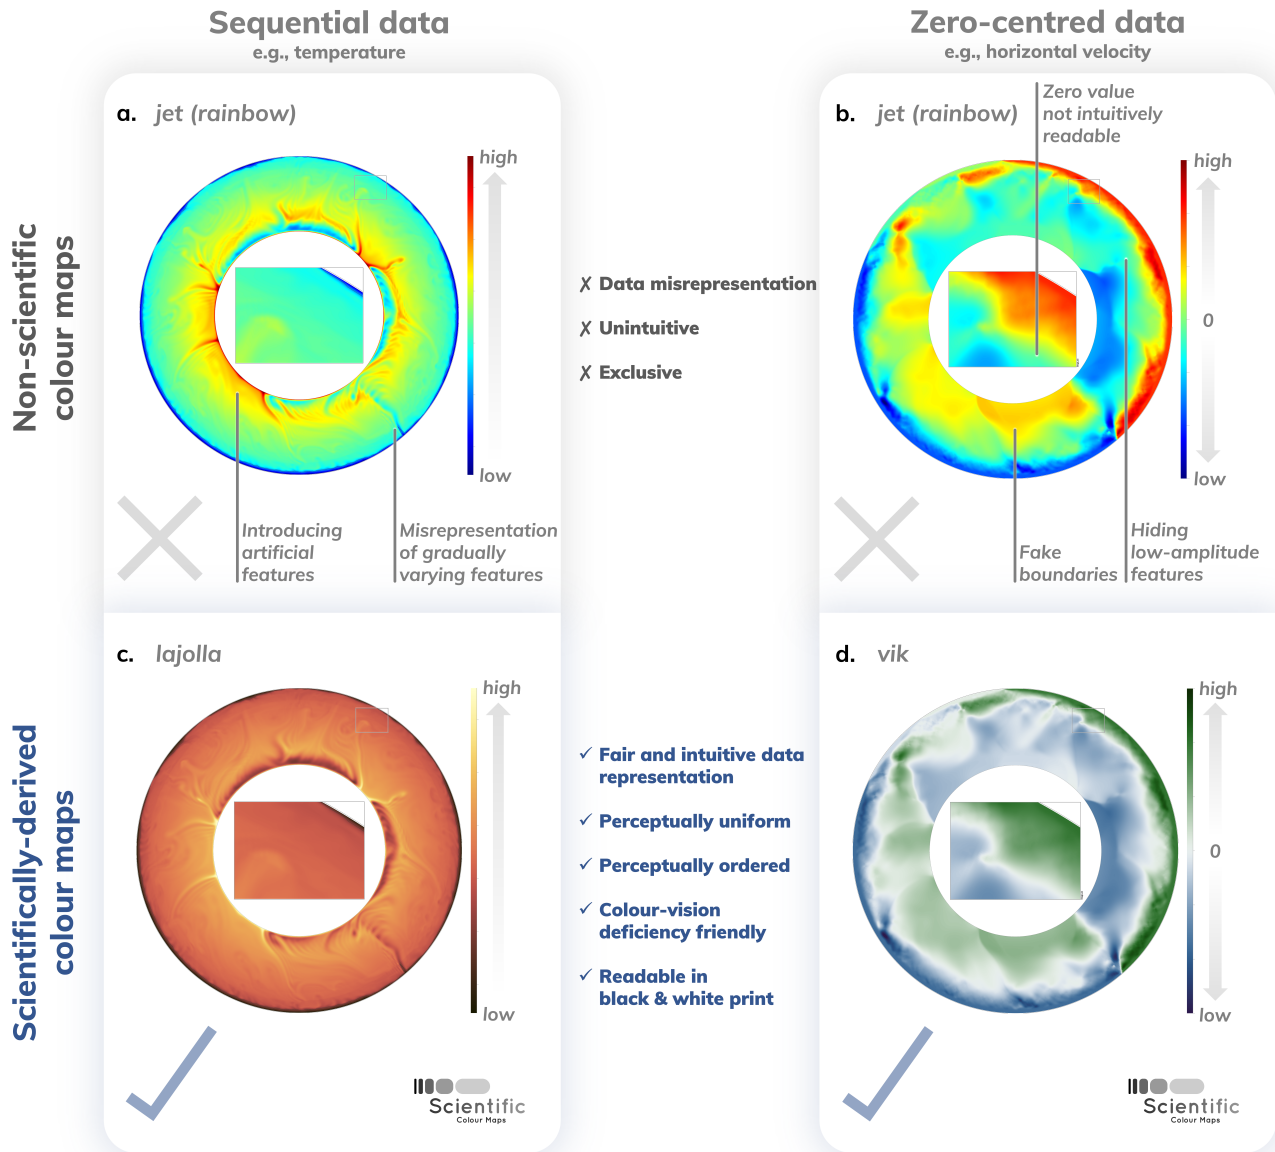 Sequential data
e.g., temperature
Zero-centred data
e.g., horizontal velocity
Non-scientific
colour maps
a. jet (rainbow)
high
low
Introducing
artificial
features
Misrepresentation
of gradually
varying features
✗ Data misrepresentation
✗ Unintuitive
✗ Exclusive
b. jet (rainbow)
Zero value
not intuitively
readable
high
0
low
Fake
boundaries
Hiding
low-amplitude
features
Scientifically-derived
colour maps
c. lajolla
high
low
Scientific
Colour Maps
✓ Fair and intuitive data
representation
✓ Perceptually uniform
✓ Perceptually ordered
✓ Colour-vision
deficiency friendly
✓ Readable in
black & white print
d. vik
high
0
low
Scientific
Colour Maps